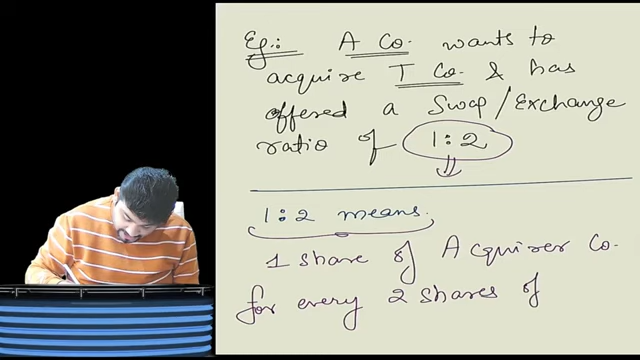 Eg.: A Co. wants to
acquire T Co. & has
offered a Swap/Exchange
ratio of 1:2
1:2 means.
1 share of Acquirer Co.
for every 2 shares of